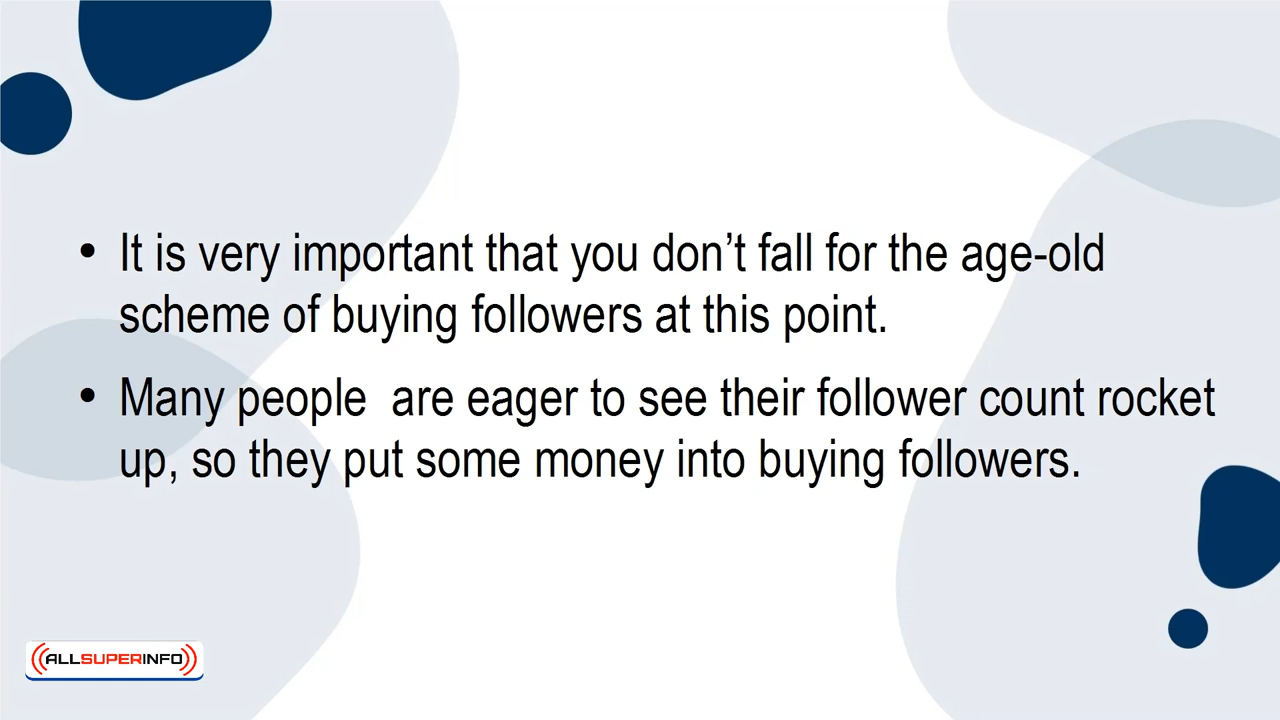 • It is very important that you don’t fall for the age-old
scheme of buying followers at this point.
• Many people  are eager to see their follower count rocket
up, so they put some money into buying followers.
ALLSUPERINFO